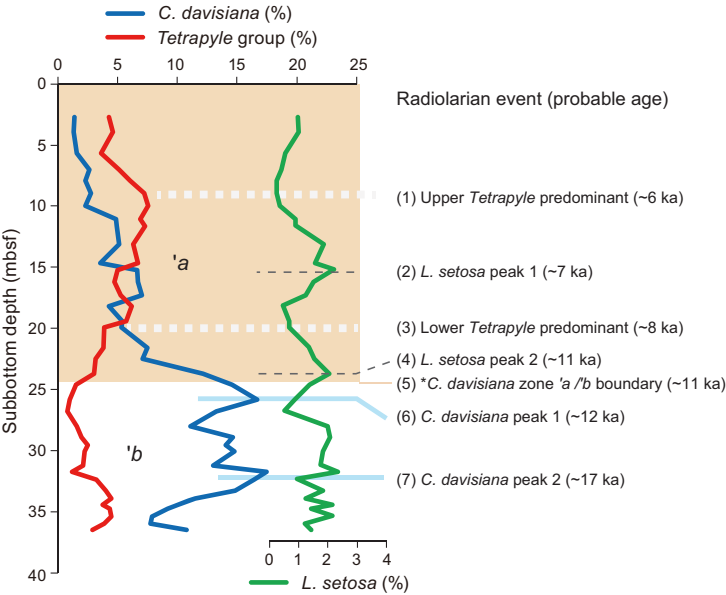 C. davisiana (%)
Tetrapyle group (%)
0 5 10 15 20 25
Radiolarian event (probable age)
0
5
10
15
20
25
30
35
40
Subbottom depth (mbsf)
'a
'b
(1) Upper Tetrapyle predominant (~6 ka)
(2) L. setosa peak 1 (~7 ka)
(3) Lower Tetrapyle predominant (~8 ka)
(4) L. setosa peak 2 (~11 ka)
(5) *C. davisiana zone 'a /'b boundary (~11 ka)
(6) C. davisiana peak 1 (~12 ka)
(7) C. davisiana peak 2 (~17 ka)
0 1 2 3 4
L. setosa (%)